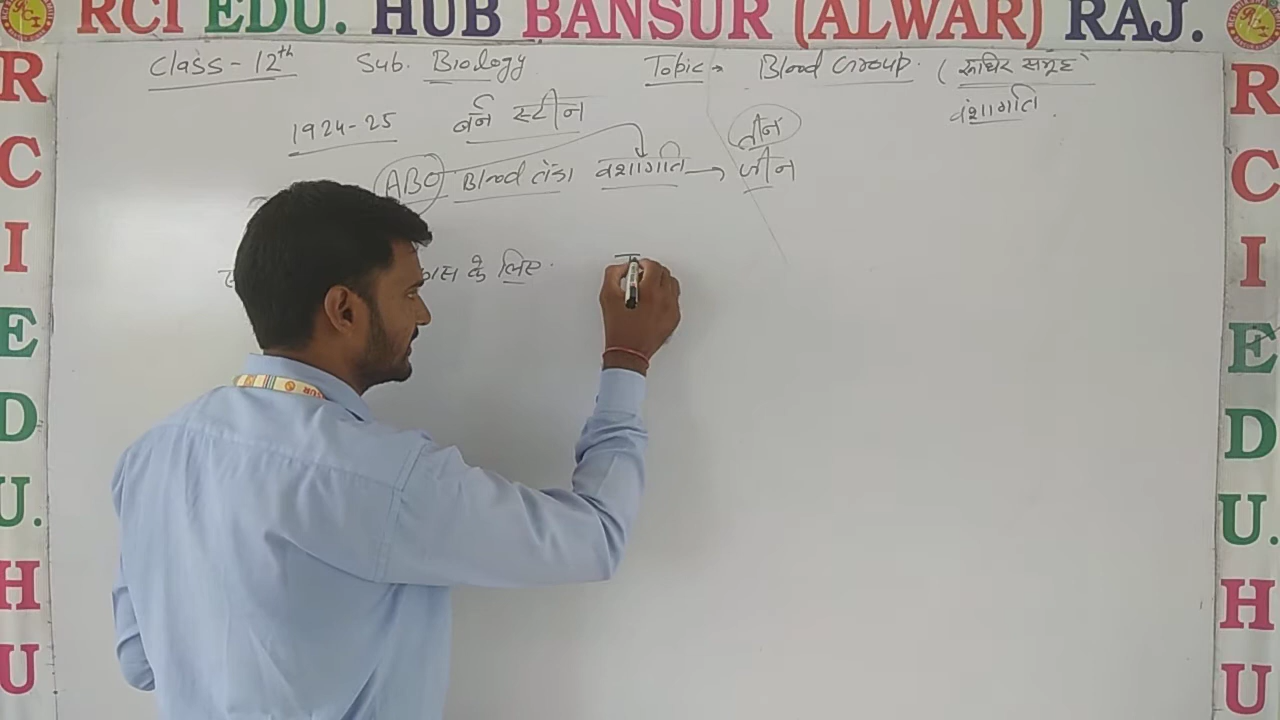 RCI EDU. HUB BANSUR (ALWAR) RAJ.
Class - 12th Sub. Biology Topic → Blood Group. (रूधिर समूह
वंशागति
1924-25 बर्न स्टीन
तीन
ABO Blood वंशागति → जीन
के लिए.
R
C
I
E
D
U.
H
U
R
C
I
E
D
U.
H
U